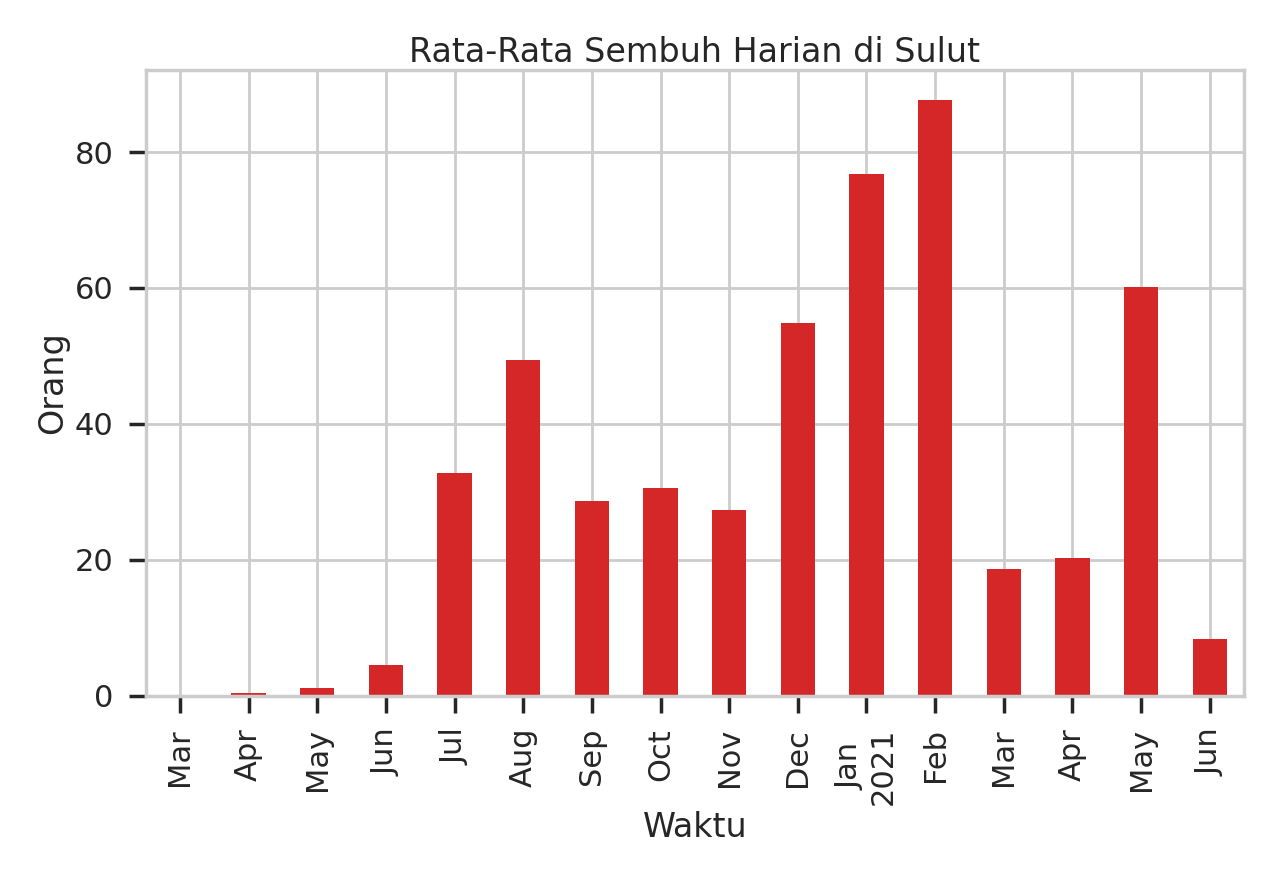 Rata-Rata Sembuh Harian di Sulut
Orang
80
60
40
20
0
Mar
Apr
May
Jun
Jul
Aug
Sep
Oct
Nov
Dec
Jan
2021
Feb
Mar
Apr
May
Jun
Waktu